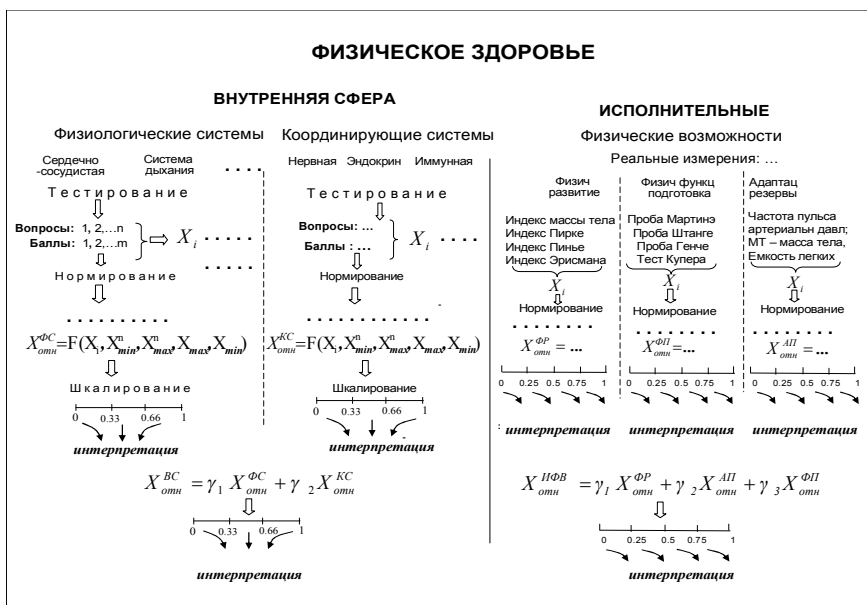 ФИЗИЧЕСКОЕ ЗДОРОВЬЕ
ВНУТРЕННЯЯ СФЕРА
Физиологические системы
Сердечно
-сосудистая
Система
дыхания
. . . .
Тестирование
Вопросы: 1, 2,...n
Баллы: 1, 2,...m
X_i . . . . .
. . . . .
Нормирование
. . . . . . . . . .
X_отн^ФС=F(X_i,X_min^n,X_max^n,X_max,X_min)
Шкалирование
0 0.33 0.66 1
интерпретация
Координирующие системы
Нервная Эндокрин Иммунная
Тестирование
Вопросы: ...
Баллы : ...
X_i . . . .
Нормирование
. . . . . . . . .
X_отн^КС=F(X_i,X_min^n,X_max^n,X_max,X_min)
Шкалирование
0 0.33 0.66 1
интерпретация
X_отн^ВС = γ_1 X_отн^ФС + γ_2 X_отн^КС
0 0.33 0.66 1
интерпретация
ИСПОЛНИТЕЛЬНЫЕ
Физические возможности
Реальные измерения: ...
Физич
развитие
Индекс массы тела
Индекс Пирке
Индекс Пинье
Индекс Эрисмана
X_i
Нормирование
. . . . . . . .
X_отн^ФР = ...
0 0.25 0.5 0.75 1
: интерпретация
Физич функц
подготовка
Проба Мартинэ
Проба Штанге
Проба Генче
Тест Купера
X_i
Нормирование
. . . . . . . .
X_отн^ФП =...
0 0.25 0.5 0.75 1
интерпретация
Адаптац
резервы
Частота пульса
артериальн давл;
МТ – масса тела,
Емкость легких
X_i
Нормирование
. . . . . . . .
X_отн^АП = ...
0 0.25 0.5 0.75 1
интерпретация
X_отн^ИФВ = γ_1 X_отн^ФР + γ_2 X_отн^АП + γ_3 X_отн^ФП
0 0.25 0.5 0.75 1
интерпретация